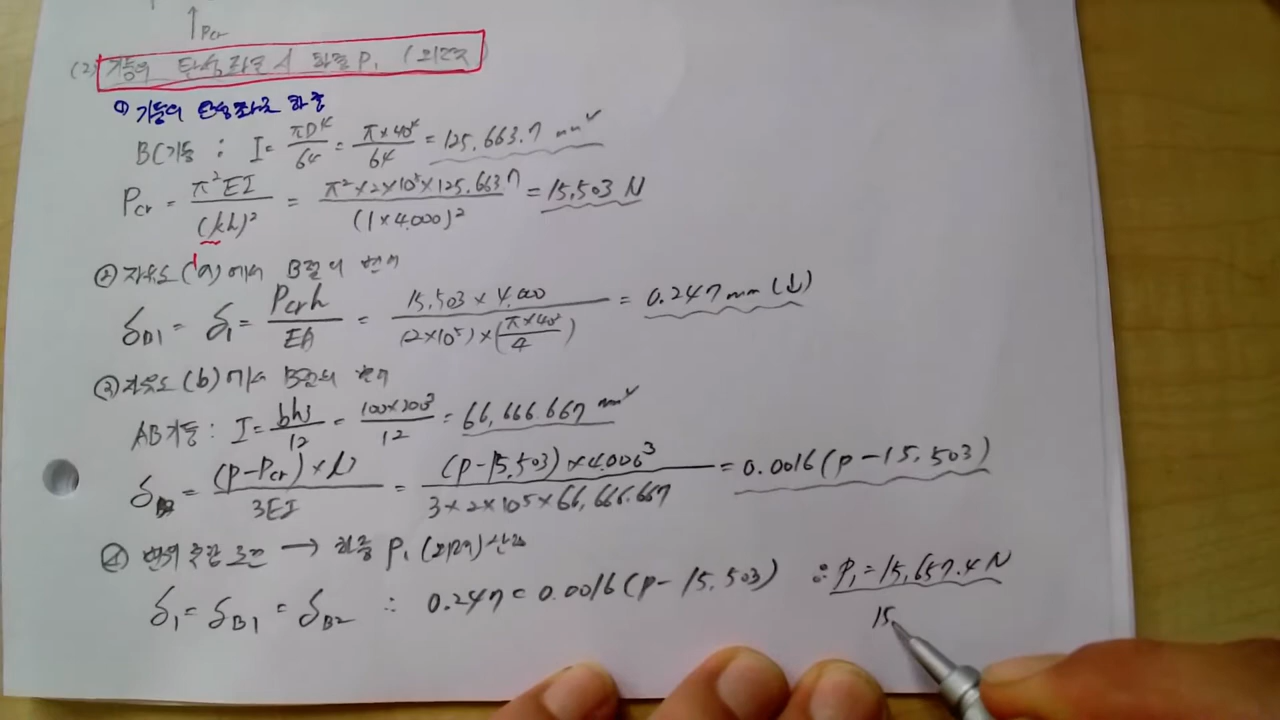 ↑Pcr
(2) 기둥의 탄성좌굴시 하중 P₁ (외력)
① 기둥의 탄성좌굴 하중
BC기둥 : I = πD⁴/64 = π×40⁴/64 = 125,663.7 mm⁴
Pcr = π²EI/(kh)² = π²×2×10⁵×125,663.7/(1×4,000)² = 15,503 N
1
② 자유도 (a)에서 B점의 변위
δB1 = δ1 = Pcrh/EA = 15,503×4,000/(2×10⁵)×(π×40²/4) = 0.247mm (↓)
③ 자유도 (b)에서 B점의 변위
AB기둥 : I = bh3/12 = 100×200³/12 = 66,666,667 mm⁴
δB2 = (P-Pcr)×l³/3EI = (P-15,503)×4,000³/3×2×10⁵×66,666,667 = 0.0016(P-15,503)
④ 변위 조건 → 하중 P₁ (외력) 산정
δ1 = δB1 = δB2 ∴ 0.247 = 0.0016(P-15,503) ∴ P₁=15,657.4 N
15.